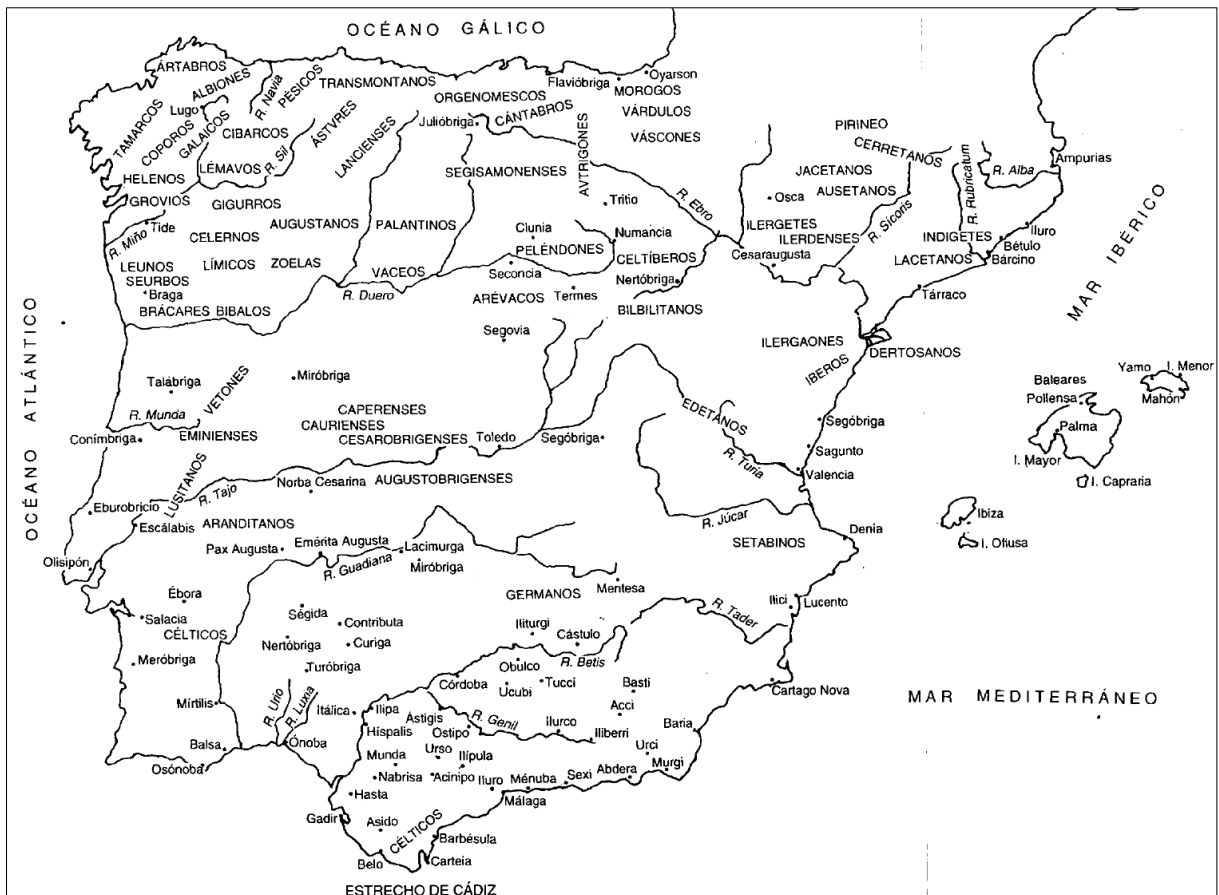 OCÉANO GÁLICO
ÁRTABROS
ALBIONES
R. Navia
PÉSICOS
TRANSMONTANOS
Flavióbriga
Oyarson
MOROGOS
ORGENOMESCOS
VÁRDULOS
TAMARCOS
Lugo
COPOROS
GALAICOS
CIBARCOS
ÁSTVRES
LANCIENSES
Julióbriga
CÁNTABROS
AVTRIGONES
VÁSCONES
PIRINEO
CERRETANOS
Ampurias
HELENOS
LÉMAVOS
R. Sil
SEGISAMONENSES
JACETANOS
AUSETANOS
Osca
R. Rubricatum
R. Alba
GROVIOS
GIGURROS
Tritio
R. Ebro
R. Miño
Tide
CELERNOS
AUGUSTANOS
PALANTINOS
Clunia
Numancia
ILERGETES
ILERDENSES
R. Sícoris
INDIGETES
Iluro
Bétulo
Bárcino
LACETANOS
LEUNOS
SEURBOS
LÍMICOS
ZOELAS
VACEOS
PELÉNDONES
CELTÍBEROS
Cesaraugusta
Seconcia
Nertóbriga
Braga
R. Duero
ARÉVACOS
Termes
Tárraco
MAR IBÉRICO
BRÁCARES BIBALOS
BILBILITANOS
Segovia
ILERGAONES
DERTOSANOS
IBEROS
OCÉANO ATLÁNTICO
Talábriga
VETONES
Miróbriga
Yamo
I. Menor
Mahón
Baleares
Pollensa
R. Munda
CAPERENSES
CAURIENSES
CESAROBRIGENSES
EDETANOS
Segóbriga
Palma
Conímbriga
EMINIENSES
Toledo
Segóbriga
Sagunto
R. Turia
Valencia
I. Mayor
I. Capraria
LUSITANOS
R. Tajo
Norba Cesarina
AUGUSTOBRIGENSES
Eburobricio
Escálabis
ARANDITANOS
R. Júcar
Ibiza
I. Ofiusa
Pax Augusta
Emérita Augusta
Lacimurga
SETABINOS
Denia
Olisipón
R. Guadiana
Miróbriga
Mentesa
Ébora
GERMANOS
Ilici
Lucento
Salacia
Ségida
R. Tader
CÉLTICOS
Contributa
Iliturgi
Cástulo
Nertóbriga
Curiga
Meróbriga
Turóbriga
Obulco
R. Betis
Córdoba
Ucubi
Tucci
Basti
Cartago Nova
MAR MEDITERRÁNEO
Mírtilis
R. Urio
R. Luxia
Itálica
Ilipa
Ástigis
R. Genil
Ilurco
Acci
Baria
Híspalis
Ostipo
Iliberri
Balsa
Ónoba
Osónoba
Munda
Urso
Ilípula
Urci
Nabrisa
Acinipo
Iluro
Ménuba
Sexi
Abdera
Murgi
Hasta
Málaga
Gadir
Asido
CÉLTICOS
Barbésula
Belo
Carteia
ESTRECHO DE CÁDIZ